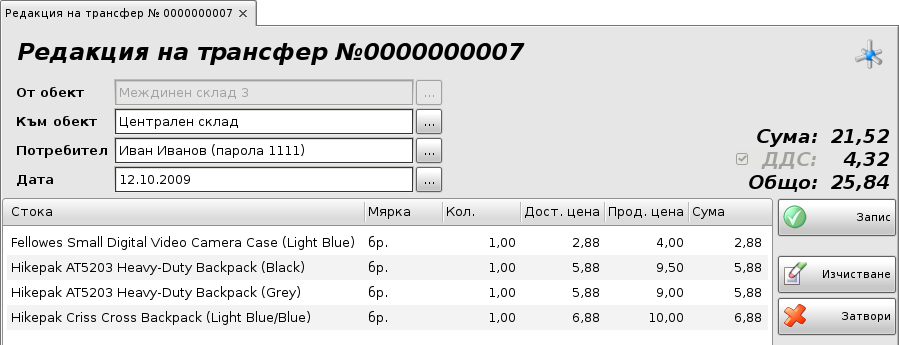 Редакция на трансфер № 0000000007
Редакция на трансфер №0000000007
От обект Междинен склад 3 ...
Към обект Централен склад ...
Потребител Иван Иванов (парола 1111) ...
Дата 12.10.2009 ...
Сума: 21,52
ДДС: 4,32
Общо: 25,84
Стока Мярка Кол. Дост. цена Прод. цена Сума
Fellowes Small Digital Video Camera Case (Light Blue) бр. 1,00 2,88 4,00 2,88
Hikepak AT5203 Heavy-Duty Backpack (Black) бр. 1,00 5,88 9,50 5,88
Hikepak AT5203 Heavy-Duty Backpack (Grey) бр. 1,00 5,88 9,00 5,88
Hikepak Criss Cross Backpack (Light Blue/Blue) бр. 1,00 6,88 10,00 6,88
Запис
Изчистване
Затвори